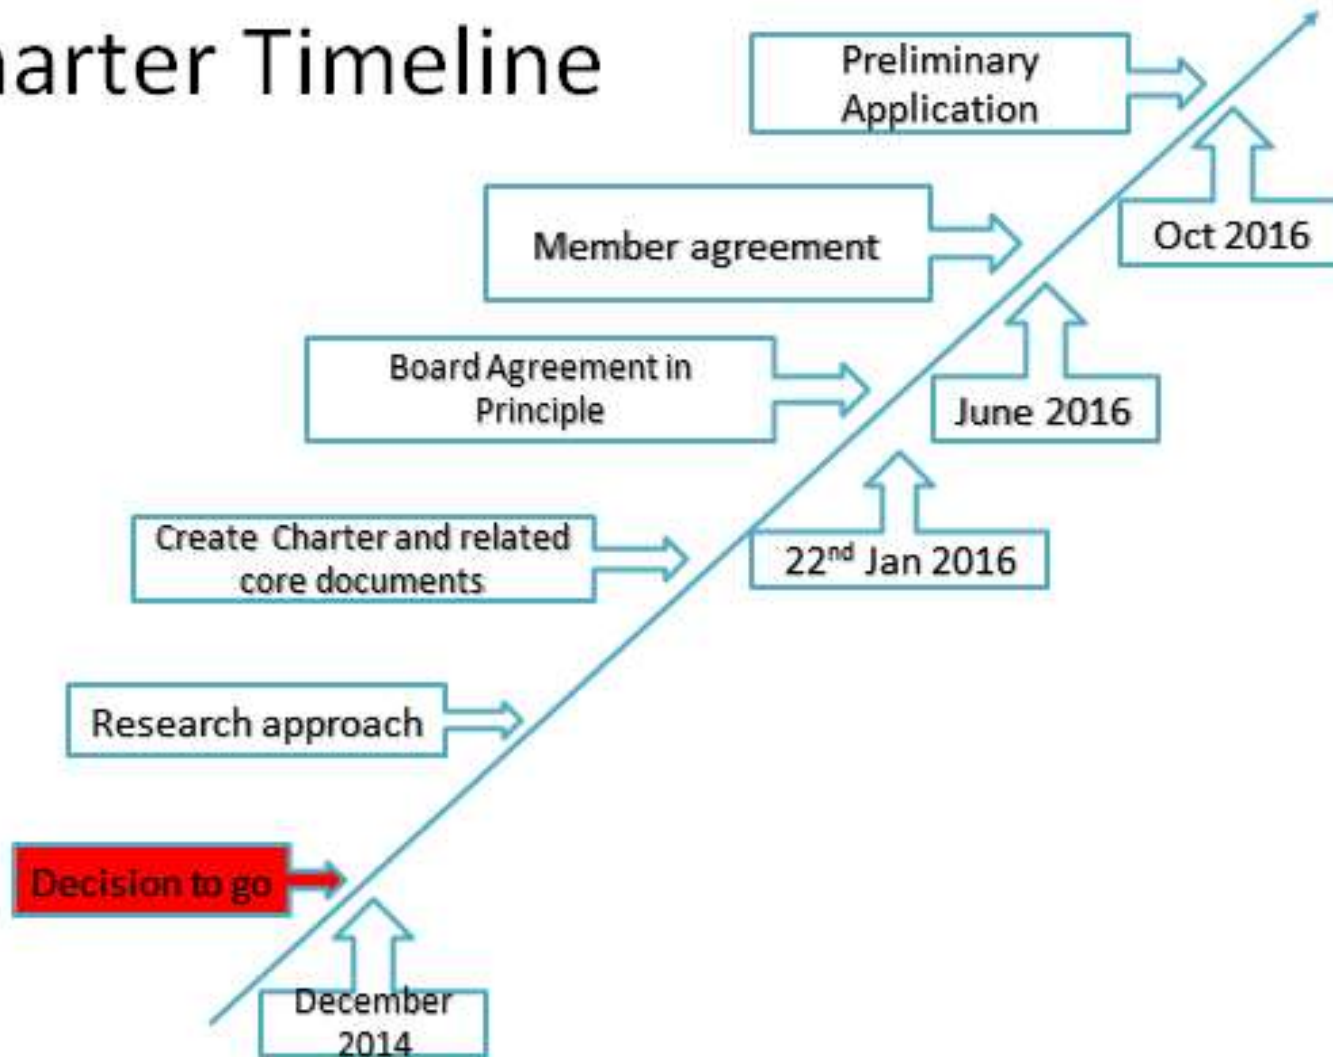 harter Timeline
Preliminary
Application
Oct 2016
Member agreement
June 2016
Board Agreement in
Principle
22nd Jan 2016
Create Charter and related
core documents
Research approach
Decision to go
December
2014